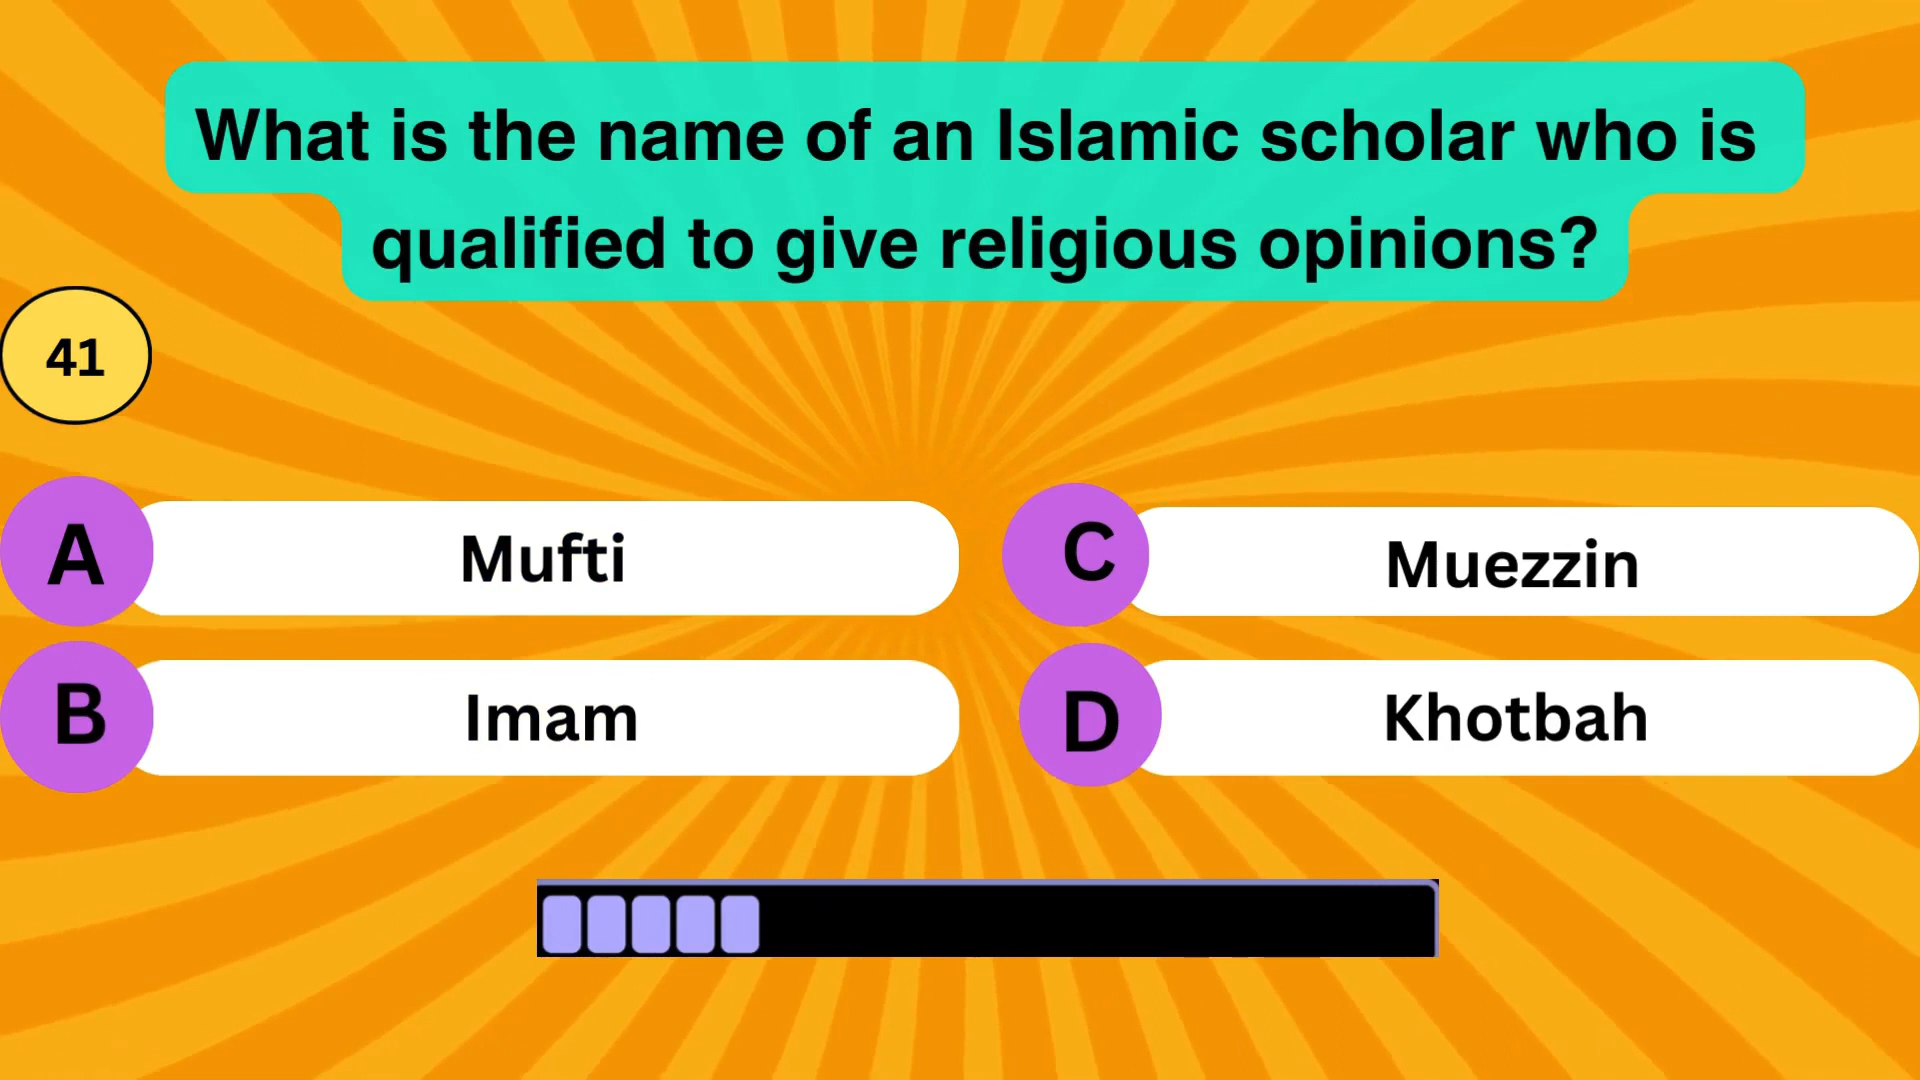 What is the name of an Islamic scholar who is
qualified to give religious opinions?
41
A Mufti
B Imam
C Muezzin
D Khotbah